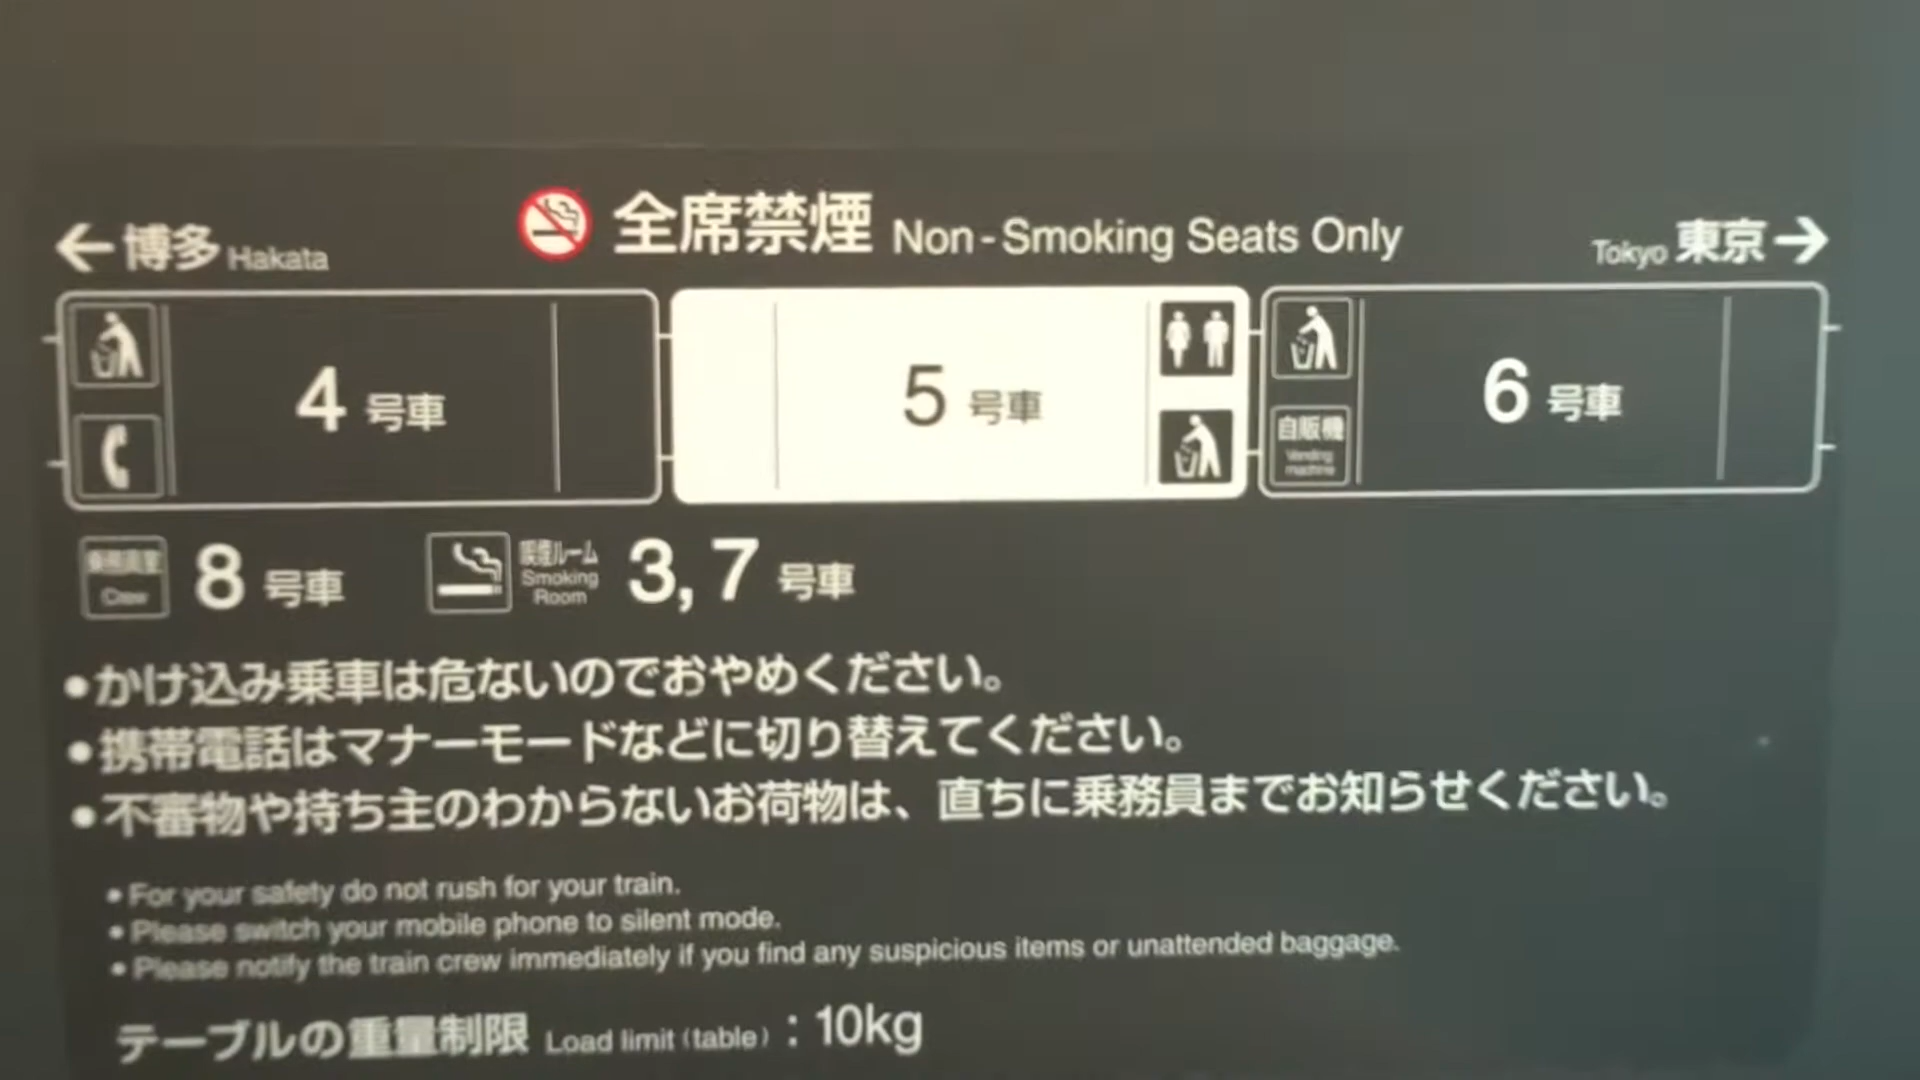 ←博多 Hakata 全席禁煙 Non-Smoking Seats Only Tokyo 東京→
4 号車 5 号車 6 号車
自販機
Vending machine
乗務員室
Crew
8 号車
喫煙ルーム
Smoking
Room
3, 7 号車
•かけ込み乗車は危ないのでおやめください。
•携帯電話はマナーモードなどに切り替えてください。
•不審物や持ち主のわからないお荷物は、直ちに乗務員までお知らせください。
• For your safety do not rush for your train.
• Please switch your mobile phone to silent mode.
• Please notify the train crew immediately if you find any suspicious items or unattended baggage.
テーブルの重量制限 Load limit (table) : 10kg